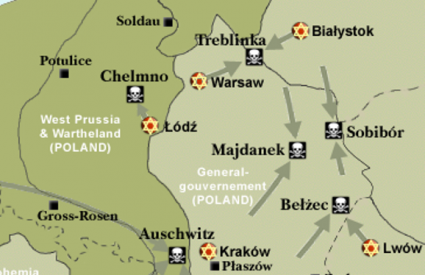 Soldau
Białystok
Treblinka
Potulice
Chelmno
Warsaw
West Prussia
& Wartheland
(POLAND)
Łódź
Sobibór
Majdanek
General-
gouvernement
(POLAND)
Gross-Rosen
Bełżec
Auschwitz
Kraków
Lwów
Płaszów
ohemia